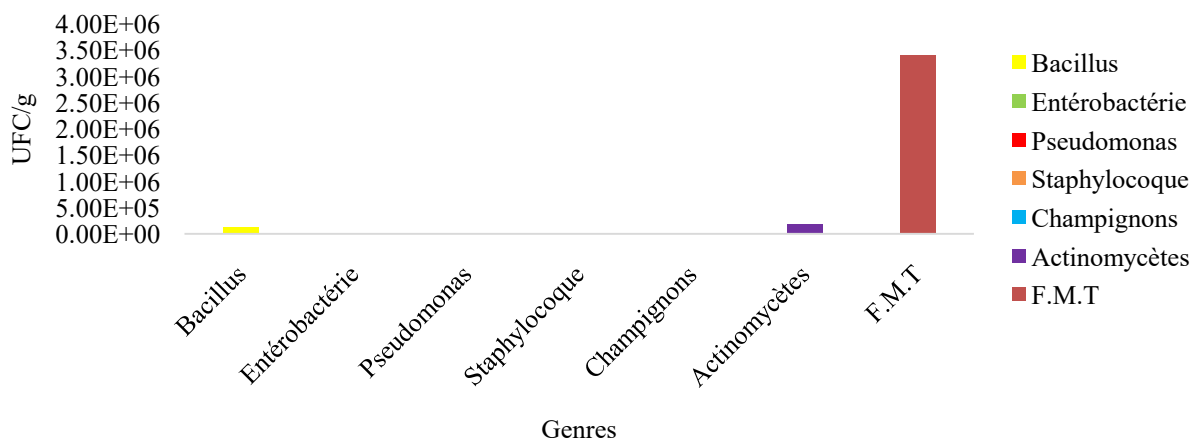 4.00E+06
3.50E+06
3.00E+06
2.50E+06
2.00E+06
1.50E+06
1.00E+06
5.00E+05
0.00E+00
UFC/g
Bacillus
Entérobactérie
Pseudomonas
Staphylocoque
Champignons
Actinomycètes
F.M.T
Genres
Bacillus
Entérobactérie
Pseudomonas
Staphylocoque
Champignons
Actinomycètes
F.M.T